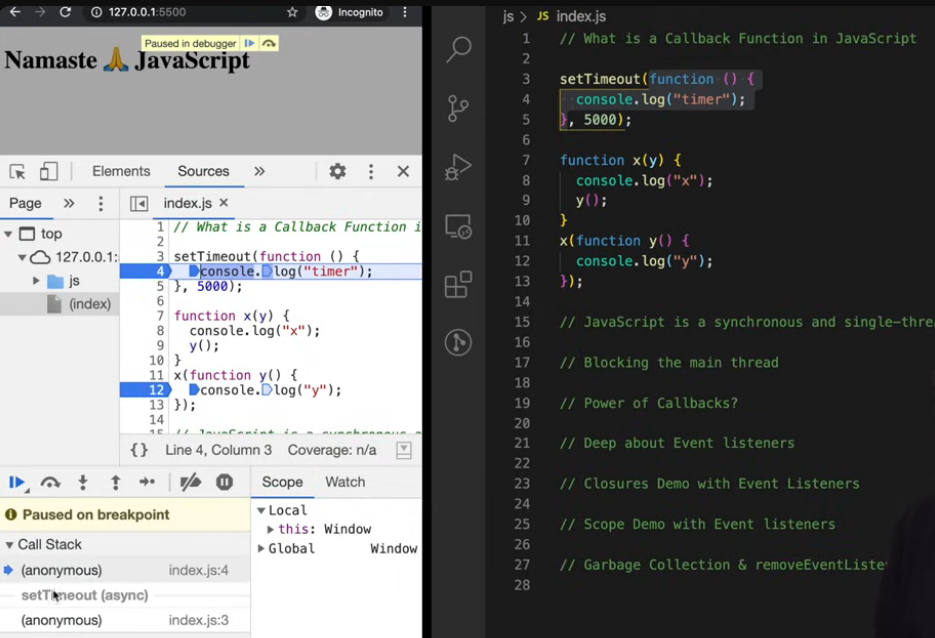 127.0.0.1:5500
Incognito
Paused in debugger
Namaste 🙏 JavaScript
Elements
Sources
»
Page
»
index.js ×
top
127.0.0.1:
js
(index)
1 // What is a Callback Function i
2
3 setTimeout(function () {
4 console.log("timer");
5 }, 5000);
6
7 function x(y) {
8 console.log("x");
9 y();
10 }
11 x(function y() {
12 console.log("y");
13 });
14
{} Line 4, Column 3 Coverage: n/a
Scope
Watch
Paused on breakpoint
Call Stack
(anonymous) index.js:4
setTimeout (async)
(anonymous) index.js:3
Local
this: Window
Global Window
js > JS index.js
1 // What is a Callback Function in JavaScript
2
3 setTimeout(function () {
4 console.log("timer");
5 }, 5000);
6
7 function x(y) {
8 console.log("x");
9 y();
10 }
11 x(function y() {
12 console.log("y");
13 });
14
15 // JavaScript is a synchronous and single-threa
16
17 // Blocking the main thread
18
19 // Power of Callbacks?
20
21 // Deep about Event listeners
22
23 // Closures Demo with Event Listeners
24
25 // Scope Demo with Event listeners
26
27 // Garbage Collection & removeEventListe
28